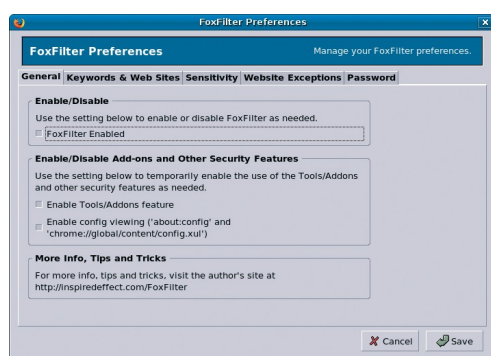 FoxFilter Preferences
FoxFilter Preferences
Manage your FoxFilter preferences.
General Keywords & Web Sites Sensitivity Website Exceptions Password
Enable/Disable
Use the setting below to enable or disable FoxFilter as needed.
FoxFilter Enabled
Enable/Disable Add-ons and Other Security Features
Use the setting below to temporarily enable the use of the Tools/Addons
and other security features as needed.
Enable Tools/Addons feature
Enable config viewing ('about:config' and
'chrome://global/content/config.xul')
More Info, Tips and Tricks
For more info, tips and tricks, visit the author's site at
http://inspiredeffect.com/FoxFilter
Cancel Save